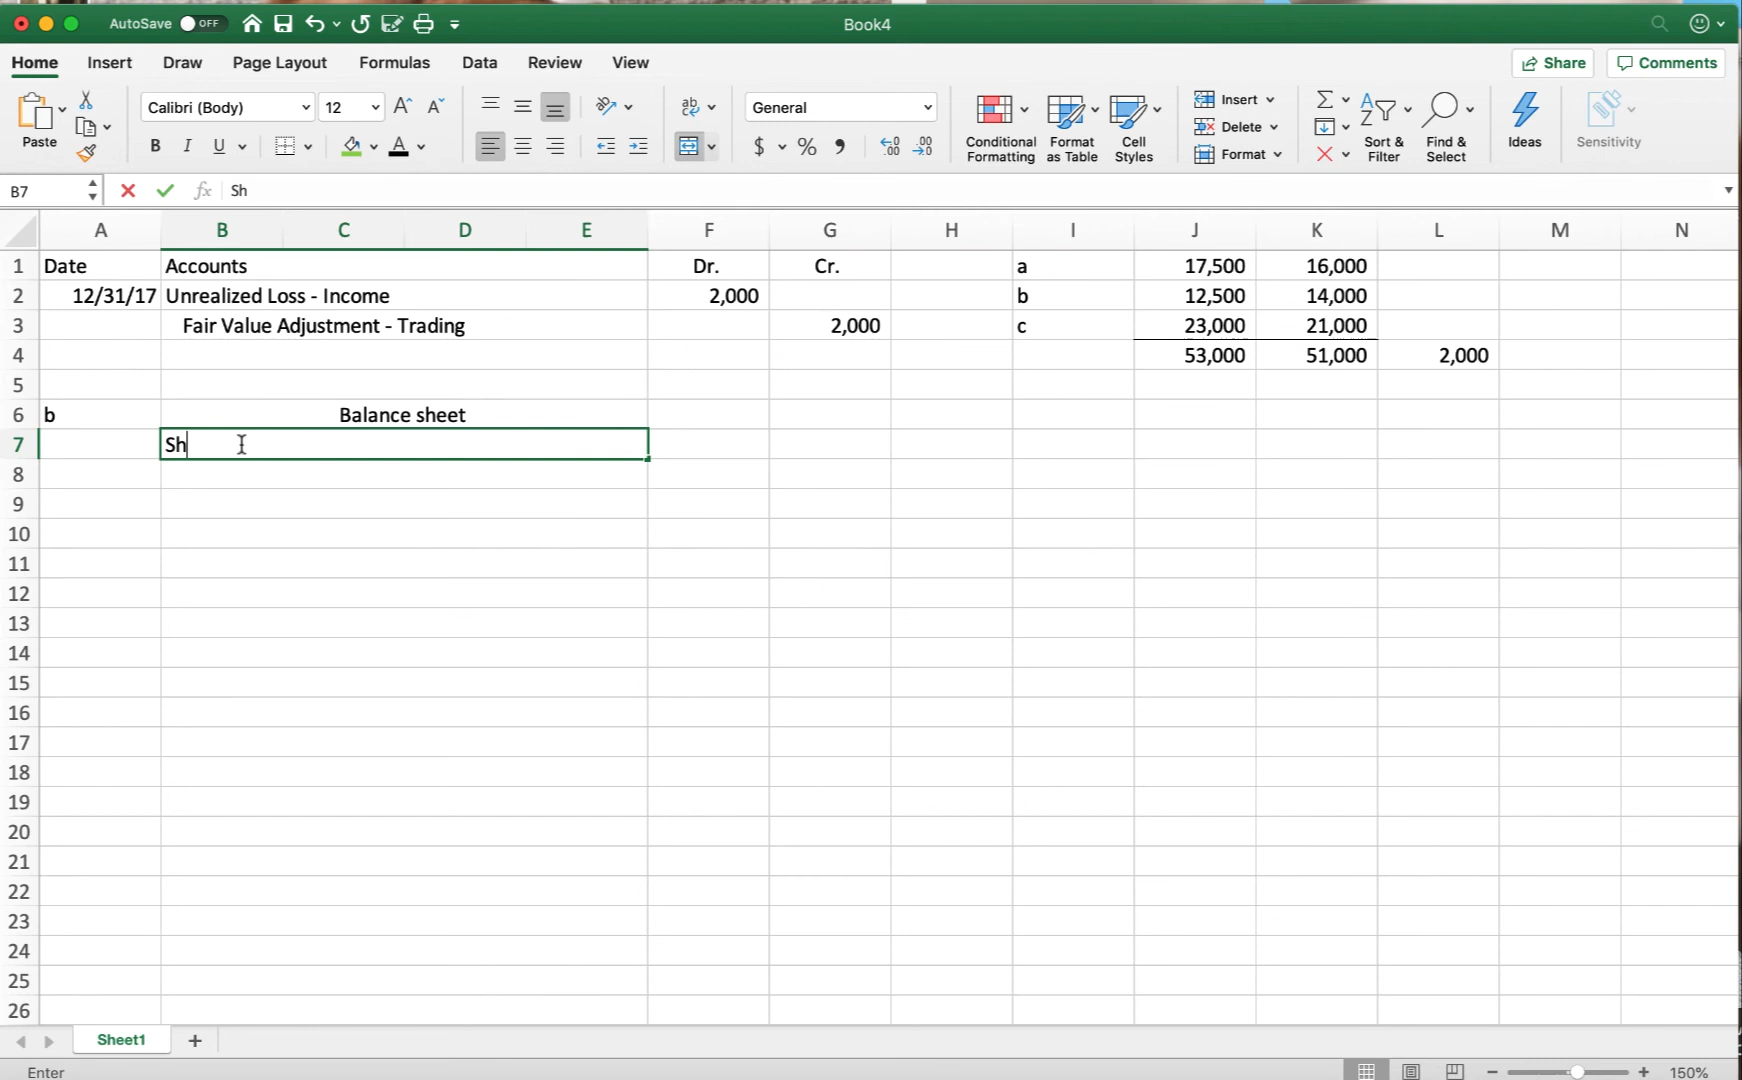 AutoSave OFF Book4
Home Insert Draw Page Layout Formulas Data Review View Share Comments
Calibri (Body) 12 General Insert
Delete
Format
Paste Conditional Formatting Format as Table Cell Styles Sort & Filter Find & Select Ideas Sensitivity
B7 fx Sh
A B C D E F G H I J K L M N
1 Date Accounts Dr. Cr. a 17,500 16,000
2 12/31/17 Unrealized Loss - Income 2,000 b 12,500 14,000
3 Fair Value Adjustment - Trading 2,000 c 23,000 21,000
4 53,000 51,000 2,000
5
6 b Balance sheet
7 Sh
8
9
10
11
12
13
14
15
16
17
18
19
20
21
22
23
24
25
26
Sheet1
Enter 150%